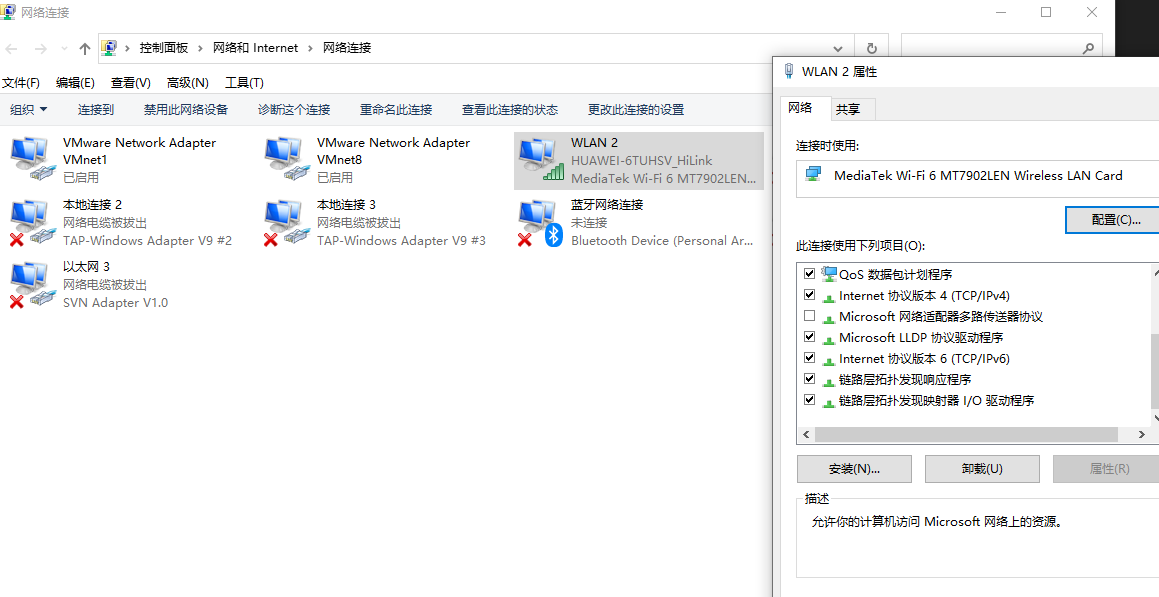 网络连接
控制面板 › 网络和 Internet › 网络连接
文件(F) 编辑(E) 查看(V) 高级(N) 工具(T)
组织 连接到 禁用此网络设备 诊断这个连接 重命名此连接 查看此连接的状态 更改此连接的设置
VMware Network Adapter
VMnet1
已启用
VMware Network Adapter
VMnet8
已启用
WLAN 2
HUAWEI-6TUHSV_HiLink
MediaTek Wi-Fi 6 MT7902LEN...
本地连接 2
网络电缆被拔出
TAP-Windows Adapter V9 #2
本地连接 3
网络电缆被拔出
TAP-Windows Adapter V9 #3
蓝牙网络连接
未连接
Bluetooth Device (Personal Ar...
以太网 3
网络电缆被拔出
SVN Adapter V1.0
WLAN 2 属性
网络 共享
连接时使用:
MediaTek Wi-Fi 6 MT7902LEN Wireless LAN Card
配置(C)...
此连接使用下列项目(O):
QoS 数据包计划程序
Internet 协议版本 4 (TCP/IPv4)
Microsoft 网络适配器多路传送器协议
Microsoft LLDP 协议驱动程序
Internet 协议版本 6 (TCP/IPv6)
链路层拓扑发现响应程序
链路层拓扑发现映射器 I/O 驱动程序
安装(N)... 卸载(U) 属性(R)
描述
允许你的计算机访问 Microsoft 网络上的资源。